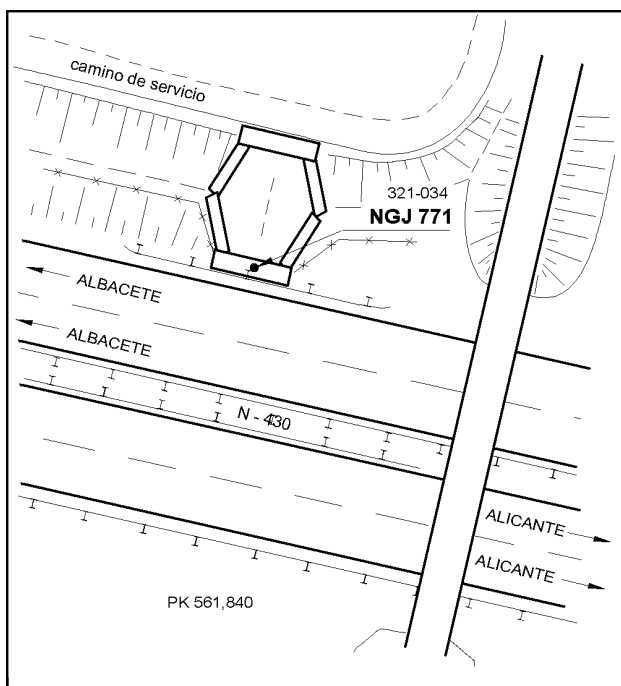 camino de servicio
321-034
NGJ 771
ALBACETE
ALBACETE
N - 430
ALICANTE
ALICANTE
PK 561,840